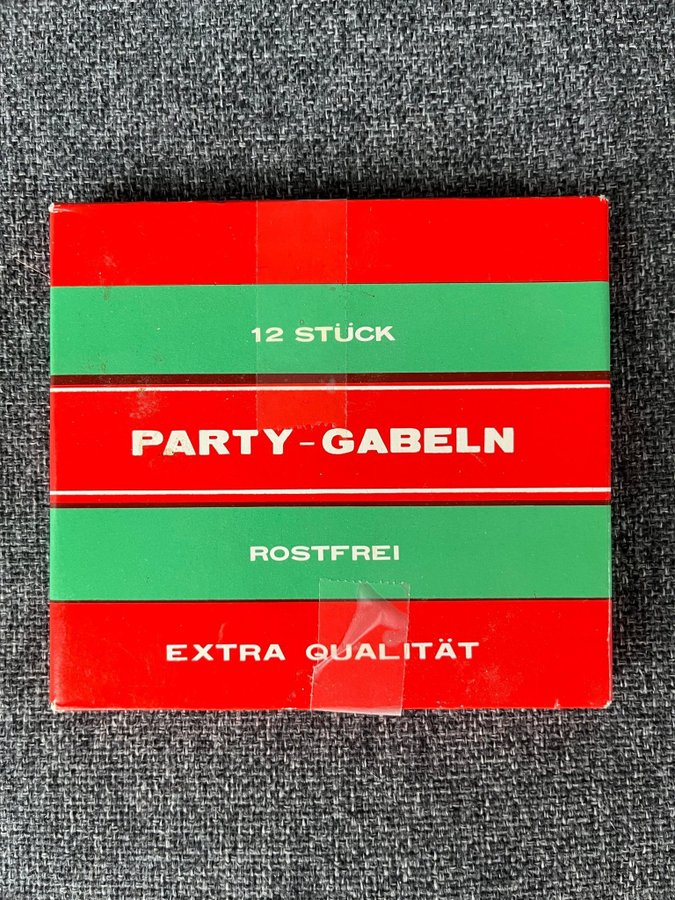 12 STÜCK
PARTY-GABELN
ROSTFREI
EXTRA QUALITÄT